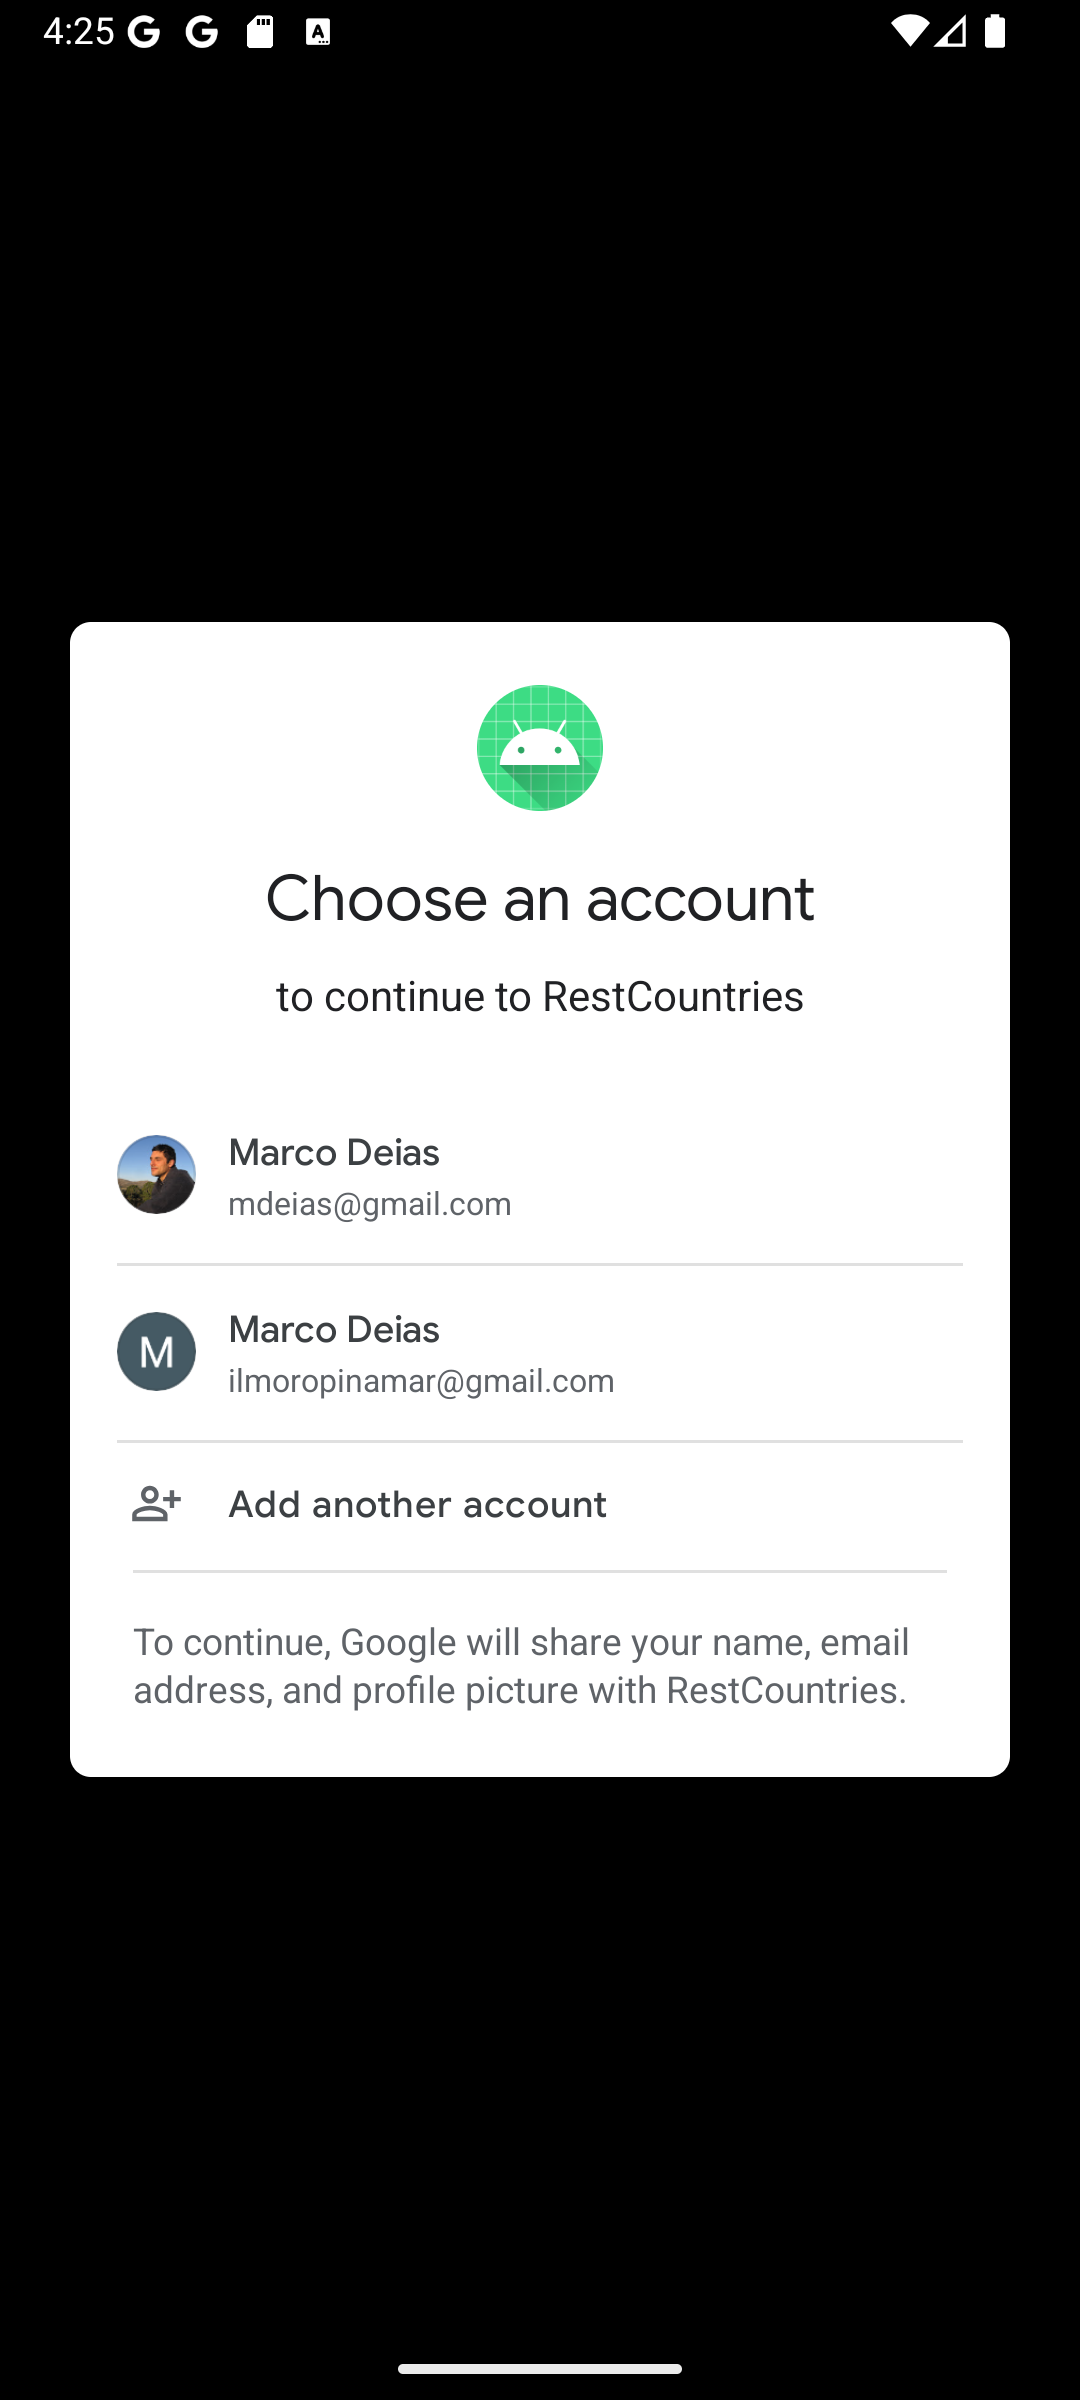 4:25
Choose an account
to continue to RestCountries
Marco Deias
mdeias@gmail.com
M
Marco Deias
ilmoropinamar@gmail.com
Add another account
To continue, Google will share your name, email
address, and profile picture with RestCountries.